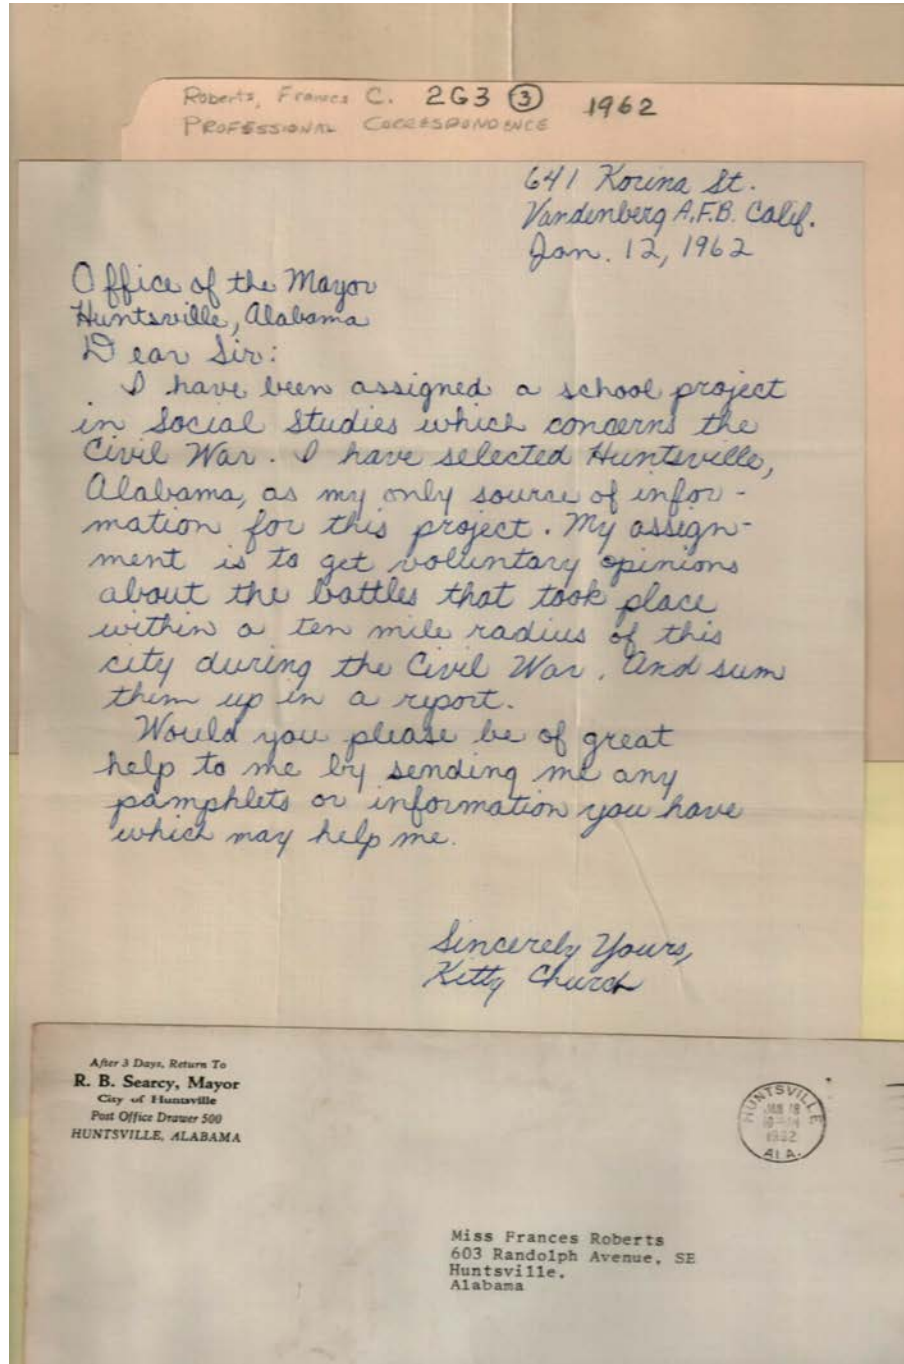 Roberts, Frances C. 2G3 ③ 1962
PROFESSIONAL CORRESPONDENCE
641 Korina St.
Vandenberg A.F.B. Calif.
Jan. 12, 1962
Office of the Mayor
Huntsville, Alabama
Dear Sir:
I have been assigned a school project
in Social Studies which concerns the
Civil War. I have selected Huntsville,
Alabama, as my only source of infor-
mation for this project. My assign-
ment is to get voluntary opinions
about the battles that took place
within a ten mile radius of this
city during the Civil War. And sum
them up in a report.
Would you please be of great
help to me by sending me any
pamphlets or information you have
which may help me.
Sincerely Yours,
Kitty Church
After 3 Days, Return To
R. B. Searcy, Mayor
City of Huntsville
Post Office Drawer 500
HUNTSVILLE, ALABAMA
HUNTSVILLE
JAN 18
1962
ALA.
Miss Frances Roberts
603 Randolph Avenue, SE
Huntsville,
Alabama